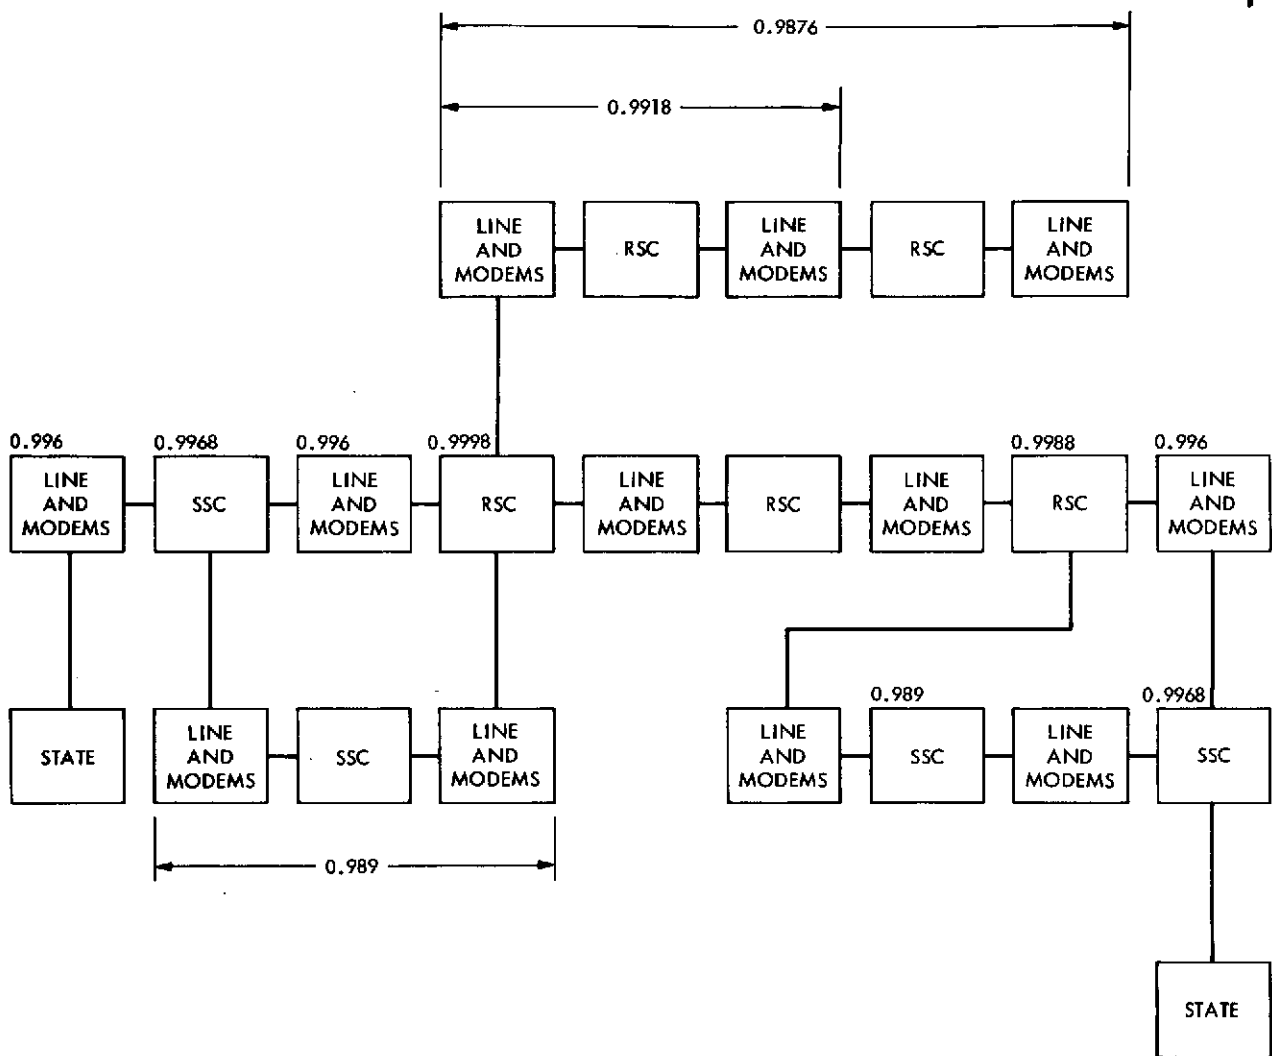 0.9876
0.9918
LINE
AND
MODEMS
RSC
LINE
AND
MODEMS
RSC
LINE
AND
MODEMS
0.996
0.9968
0.996
0.9998
0.9988
0.996
LINE
AND
MODEMS
SSC
LINE
AND
MODEMS
RSC
LINE
AND
MODEMS
RSC
LINE
AND
MODEMS
RSC
LINE
AND
MODEMS
0.989
0.9968
STATE
LINE
AND
MODEMS
SSC
LINE
AND
MODEMS
LINE
AND
MODEMS
SSC
LINE
AND
MODEMS
SSC
0.989
STATE